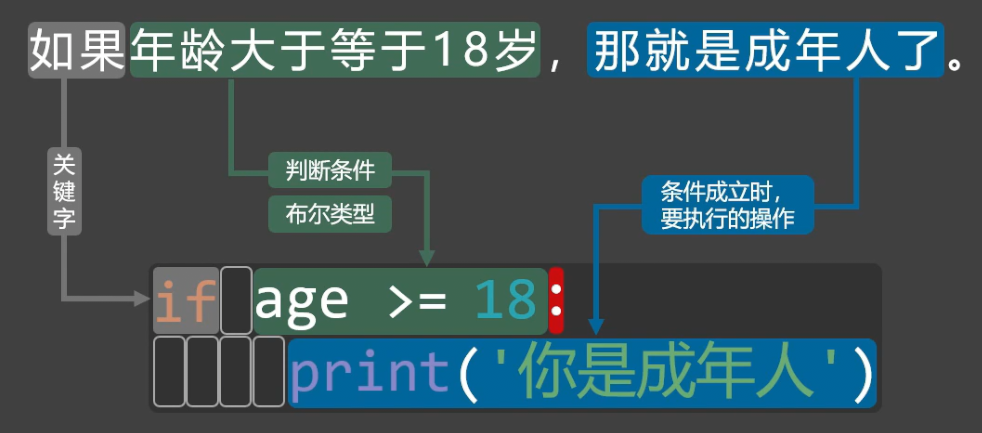 如果年龄大于等于18岁，那就是成年人了。
关键字
判断条件
布尔类型
条件成立时，
要执行的操作
if age >= 18:
    print('你是成年人')